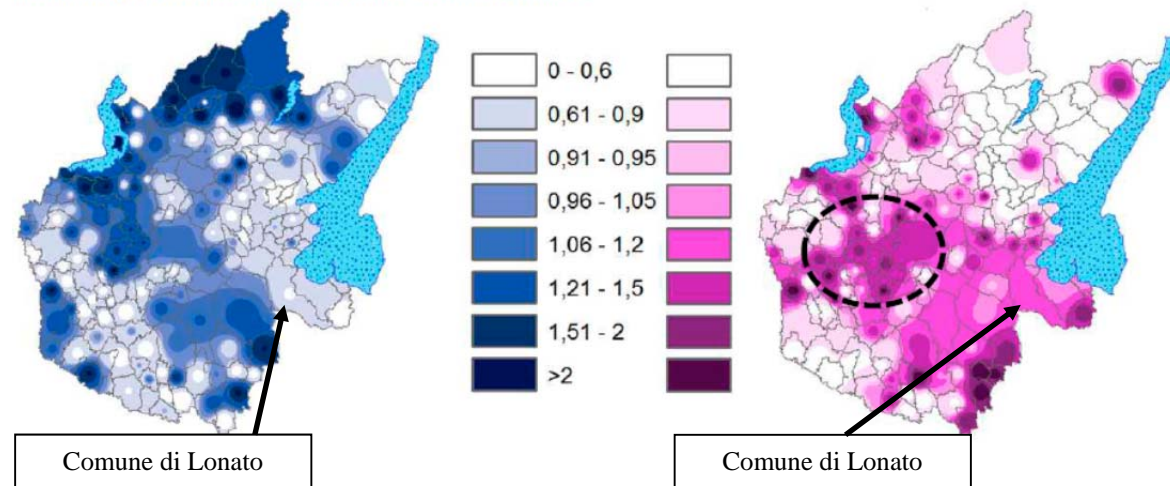 0 - 0,6
0,61 - 0,9
0,91 - 0,95
0,96 - 1,05
1,06 - 1,2
1,21 - 1,5
1,51 - 2
>2
Comune di Lonato
Comune di Lonato